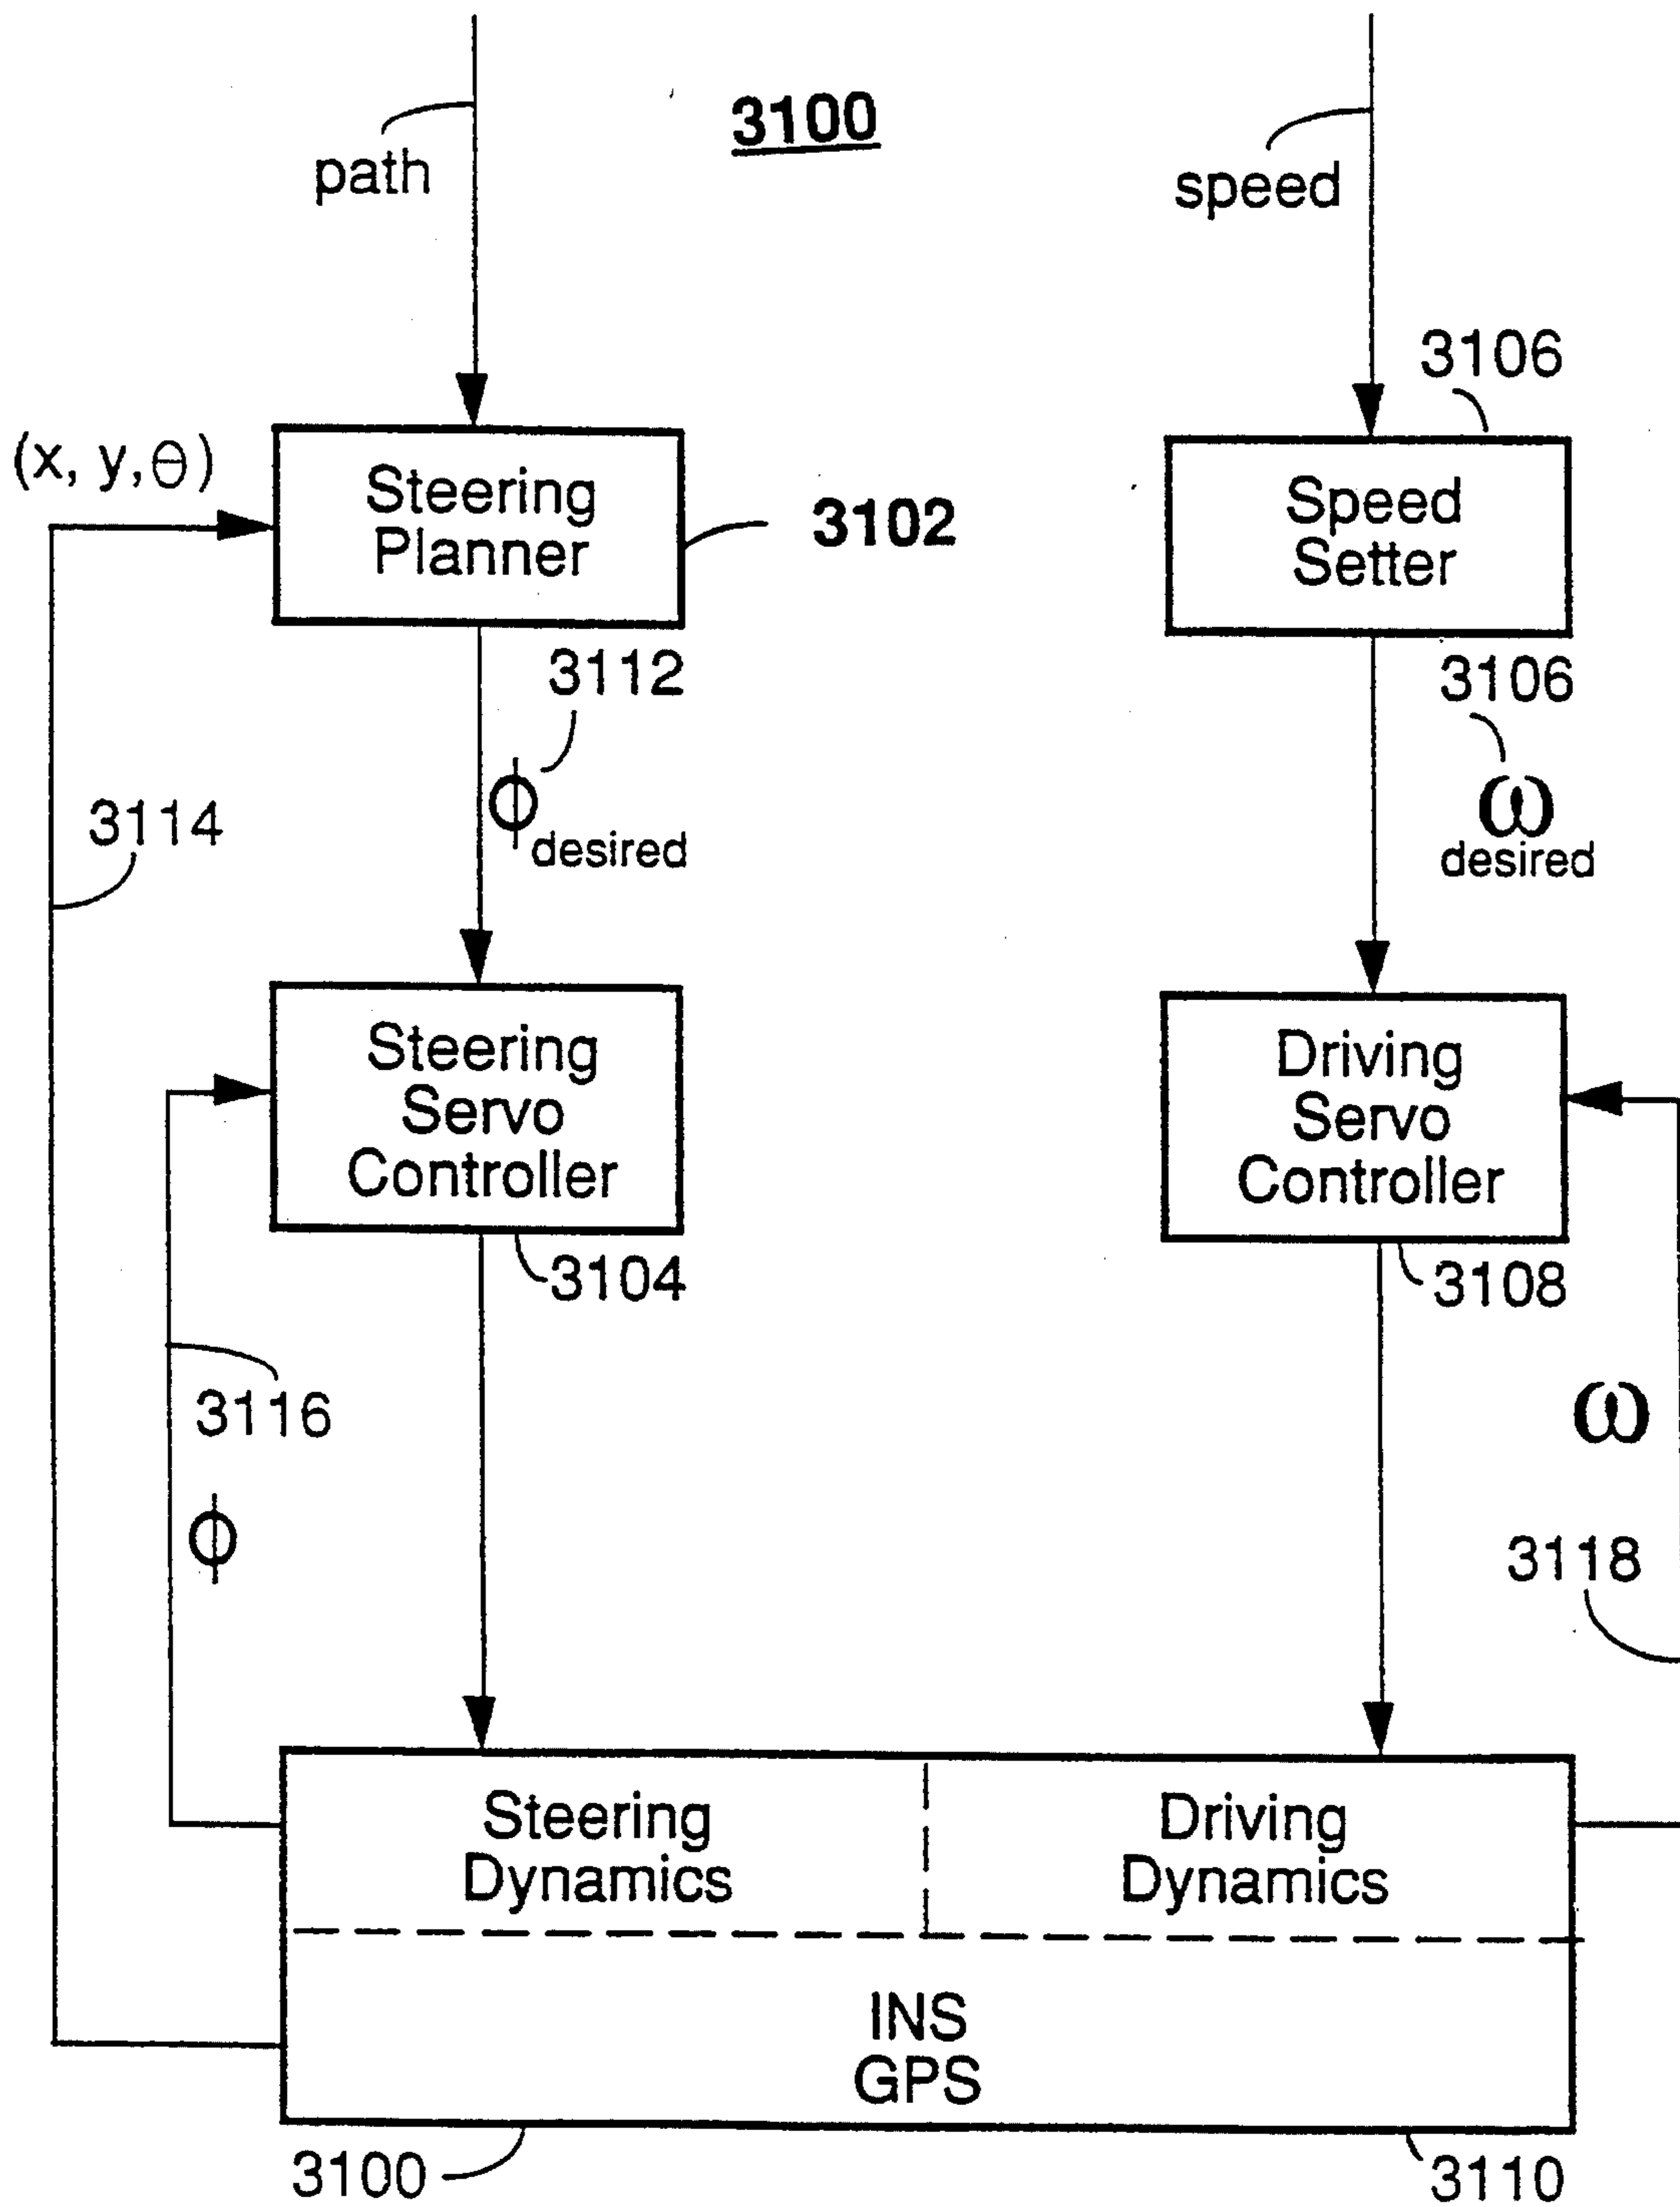 3100
path
speed
3106
(x, y, θ)
Steering
Planner
3102
Speed
Setter
3112
3106
ϕ
desired
ω
desired
3114
Steering
Servo
Controller
Driving
Servo
Controller
3104
3108
3116
ω
ϕ
3118
Steering
Dynamics
Driving
Dynamics
INS
GPS
3100
3110